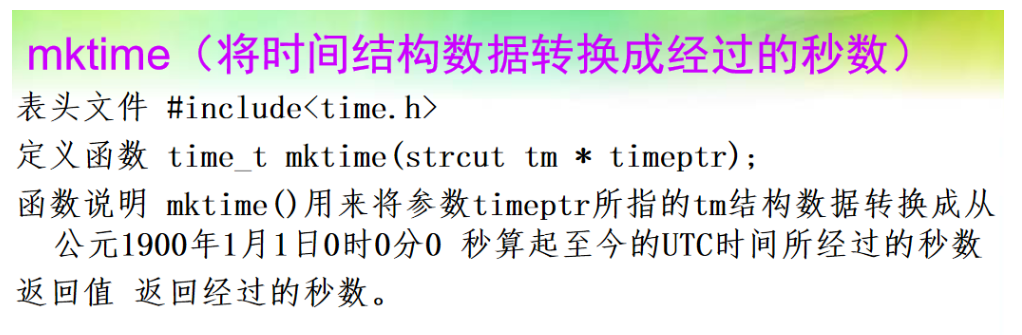 mktime（将时间结构数据转换成经过的秒数）
表头文件 #include<time.h>
定义函数 time_t mktime(strcut tm * timeptr);
函数说明 mktime()用来将参数timeptr所指的tm结构数据转换成从
公元1900年1月1日0时0分0 秒算起至今的UTC时间所经过的秒数
返回值 返回经过的秒数。